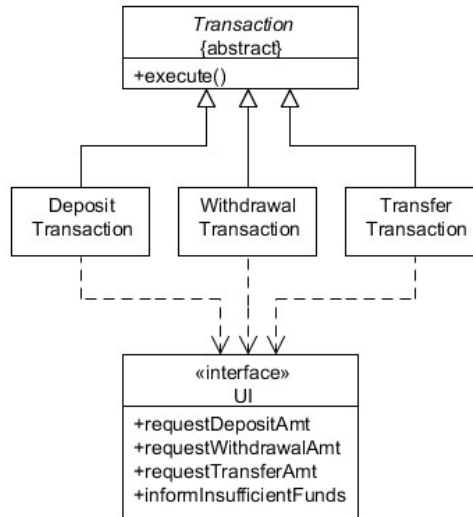 Transaction
{abstract}
+execute()
Deposit
Transaction
Withdrawal
Transaction
Transfer
Transaction
«interface»
UI
+requestDepositAmt
+requestWithdrawalAmt
+requestTransferAmt
+informInsufficientFunds